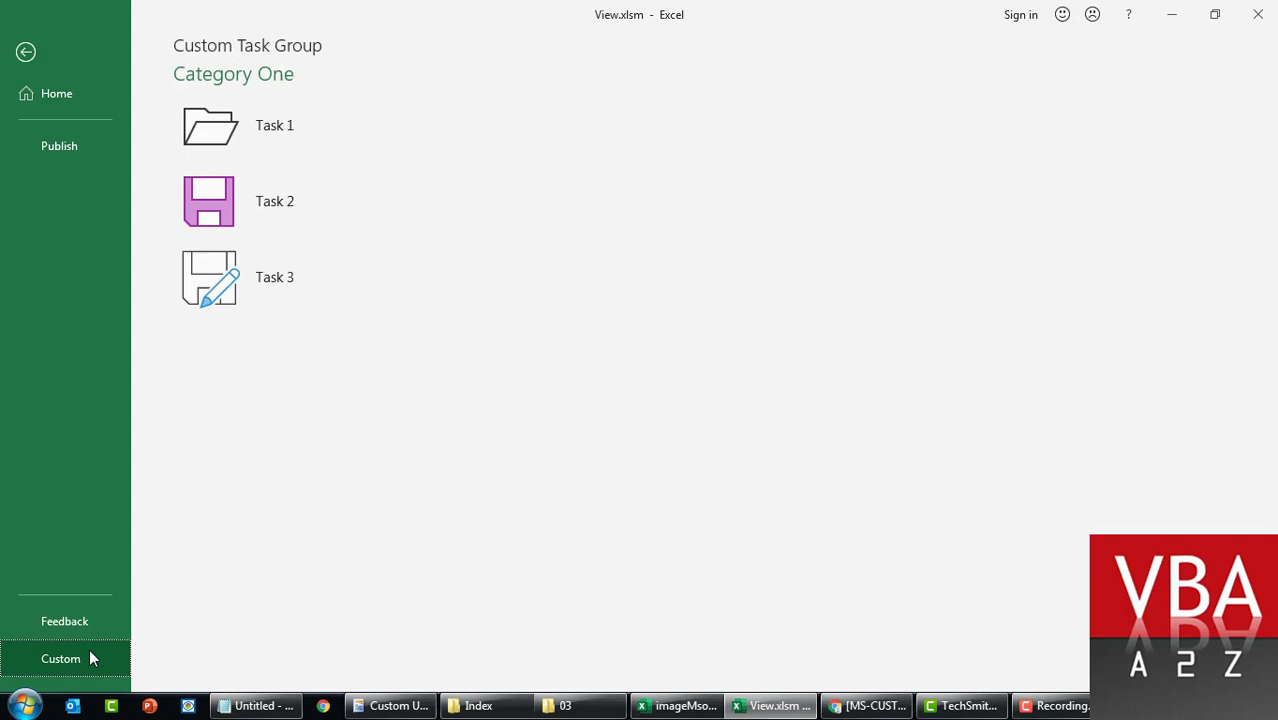 View.xlsm - Excel
Sign in
?
Custom Task Group
Category One
Home
Task 1
Publish
Task 2
Task 3
Feedback
Custom
VBA
A 2 Z
Untitled - ...
Custom U...
Index
03
imageMso...
View.xlsm ...
[MS-CUST...
TechSmit...
Recording...